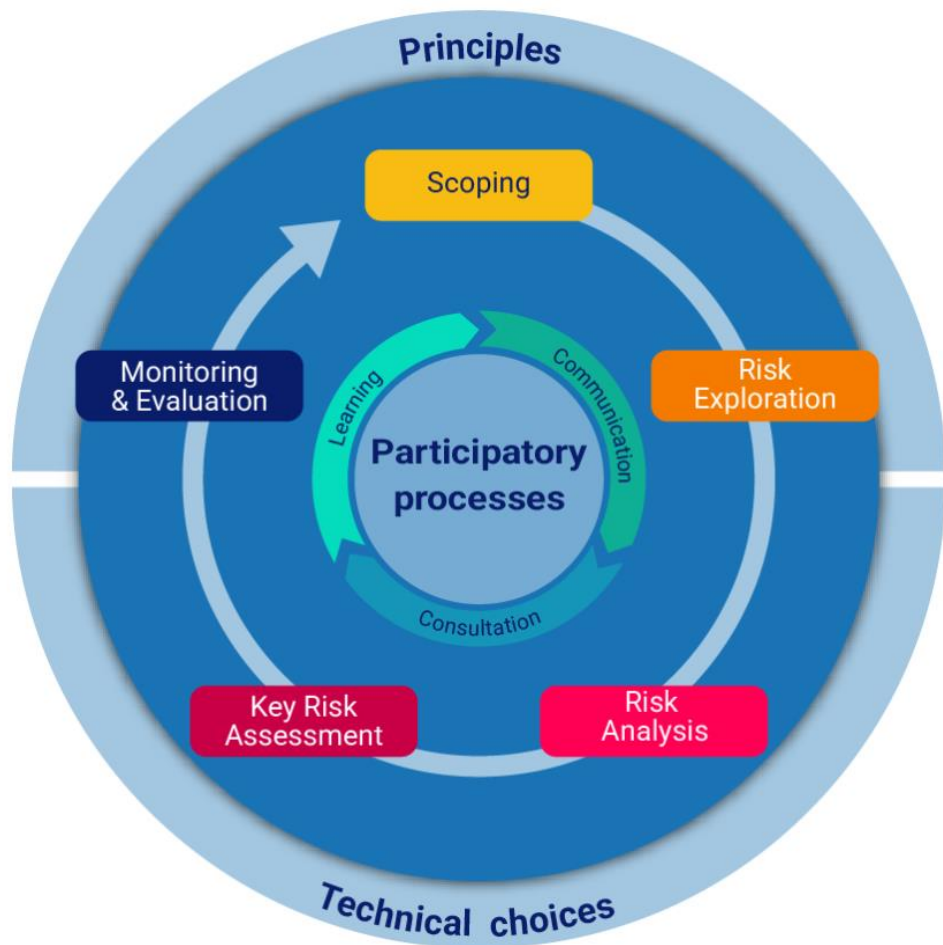 Principles
Scoping
Risk
Exploration
Risk
Analysis
Key Risk
Assessment
Monitoring
& Evaluation
Learning
Communication
Consultation
Participatory
processes
Technical choices